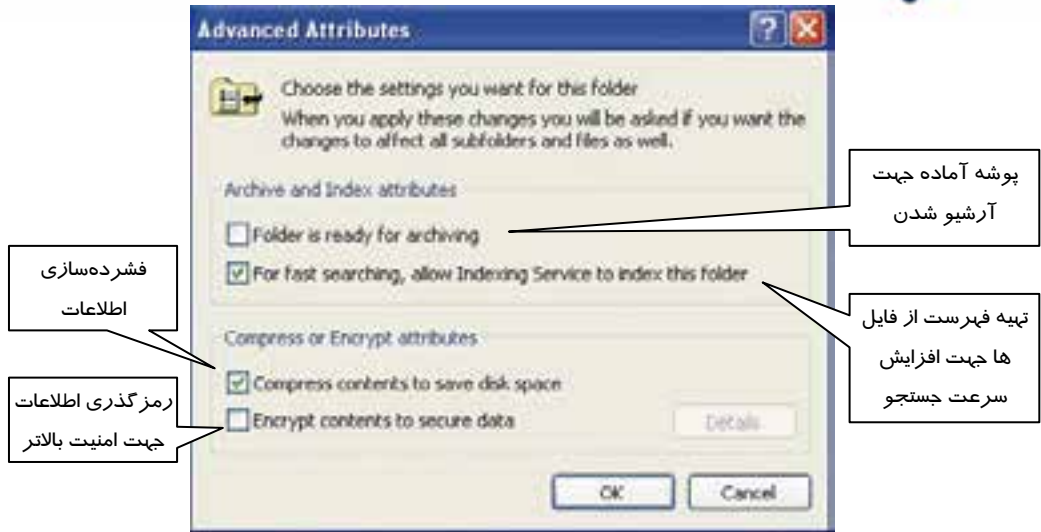 Advanced Attributes
Choose the settings you want for this folder
When you apply these changes you will be asked if you want the
changes to affect all subfolders and files as well.
Archive and Index attributes
Folder is ready for archiving
For fast searching, allow Indexing Service to index this folder
Compress or Encrypt attributes
Compress contents to save disk space
Encrypt contents to secure data
Details
OK
Cancel
پوشه آماده جهت
آرشیو شدن
تهیه فهرست از فایل
ها جهت افزایش
سرعت جستجو
فشرده‌سازی
اطلاعات
رمز گذری اطلاعات
جهت امنیت بالاتر